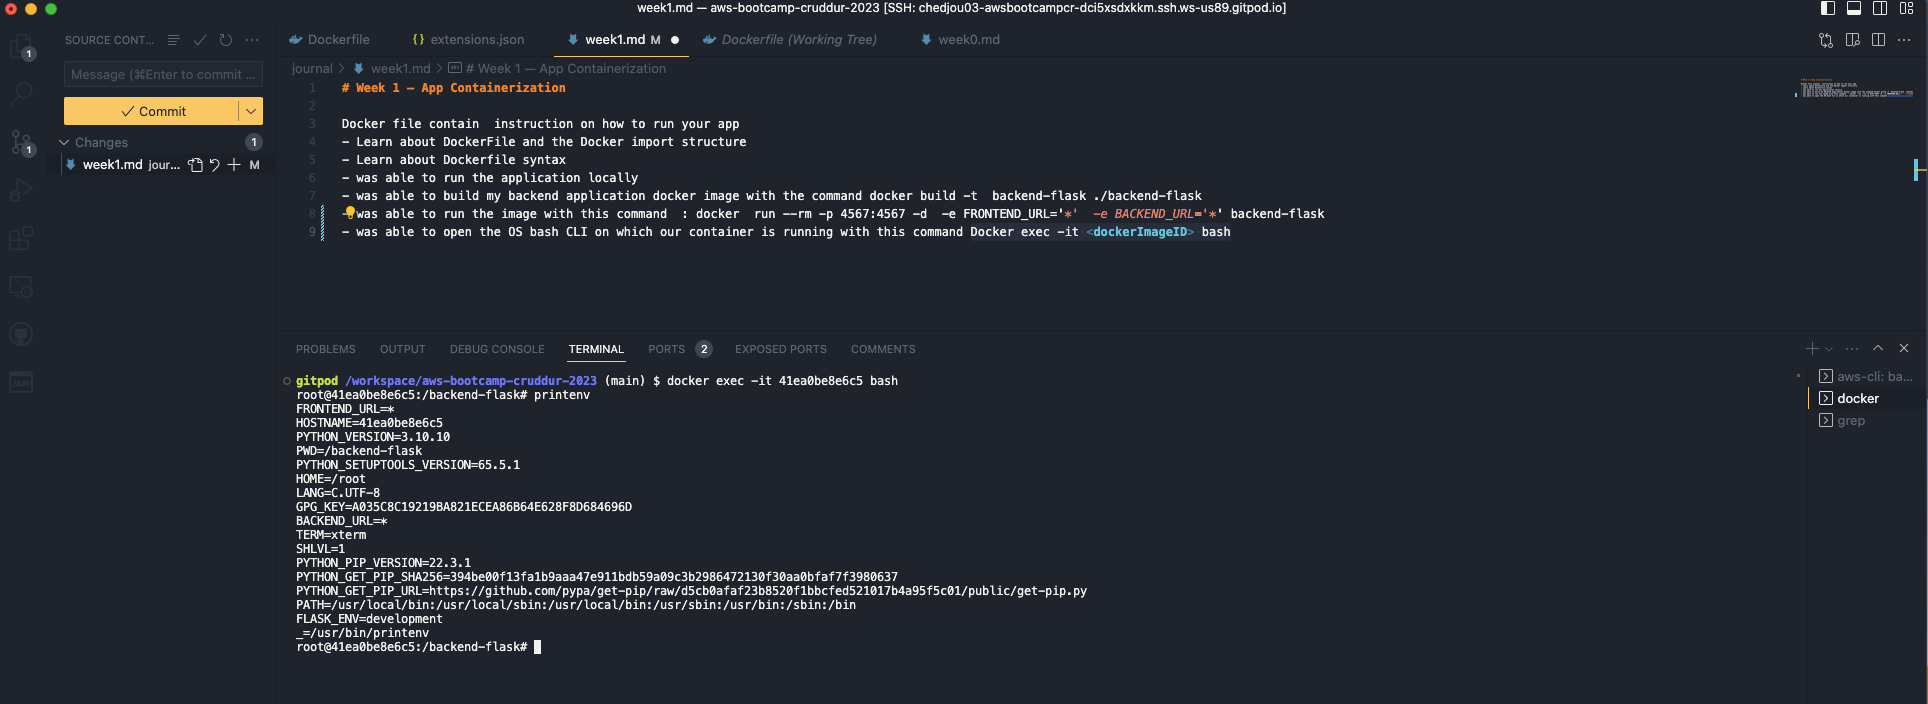 week1.md — aws-bootcamp-cruddur-2023 [SSH: chedjou03-awsbootcampcr-dci5xsdxkkm.ssh.ws-us89.gitpod.io]
SOURCE CONT...
Dockerfile
{} extensions.json
week1.md M
Dockerfile (Working Tree)
week0.md
1
Message (⌘Enter to commit ...
journal > week1.md > # Week 1 — App Containerization
Commit
Changes 1
week1.md jour... M
1
1 # Week 1 — App Containerization
2
3 Docker file contain  instruction on how to run your app
4 - Learn about DockerFile and the Docker import structure
5 - Learn about Dockerfile syntax
6 - was able to run the application locally
7 - was able to build my backend application docker image with the command docker build -t  backend-flask ./backend-flask
8 - was able to run the image with this command  : docker  run --rm -p 4567:4567 -d  -e FRONTEND_URL='*'  -e BACKEND_URL='*' backend-flask
9 - was able to open the OS bash CLI on which our container is running with this command Docker exec -it <dockerImageID> bash
PROBLEMS OUTPUT DEBUG CONSOLE TERMINAL PORTS 2 EXPOSED PORTS COMMENTS
gitpod /workspace/aws-bootcamp-cruddur-2023 (main) $ docker exec -it 41ea0be8e6c5 bash
root@41ea0be8e6c5:/backend-flask# printenv
FRONTEND_URL=*
HOSTNAME=41ea0be8e6c5
PYTHON_VERSION=3.10.10
PWD=/backend-flask
PYTHON_SETUPTOOLS_VERSION=65.5.1
HOME=/root
LANG=C.UTF-8
GPG_KEY=A035C8C19219BA821ECEA86B64E628F8D684696D
BACKEND_URL=*
TERM=xterm
SHLVL=1
PYTHON_PIP_VERSION=22.3.1
PYTHON_GET_PIP_SHA256=394be00f13fa1b9aaa47e911bdb59a09c3b2986472130f30aa0bfaf7f3980637
PYTHON_GET_PIP_URL=https://github.com/pypa/get-pip/raw/d5cb0afaf23b8520f1bbcfed521017b4a95f5c01/public/get-pip.py
PATH=/usr/local/bin:/usr/local/sbin:/usr/local/bin:/usr/sbin:/usr/bin:/sbin:/bin
FLASK_ENV=development
_=/usr/bin/printenv
root@41ea0be8e6c5:/backend-flask#
aws-cli: ba...
docker
grep